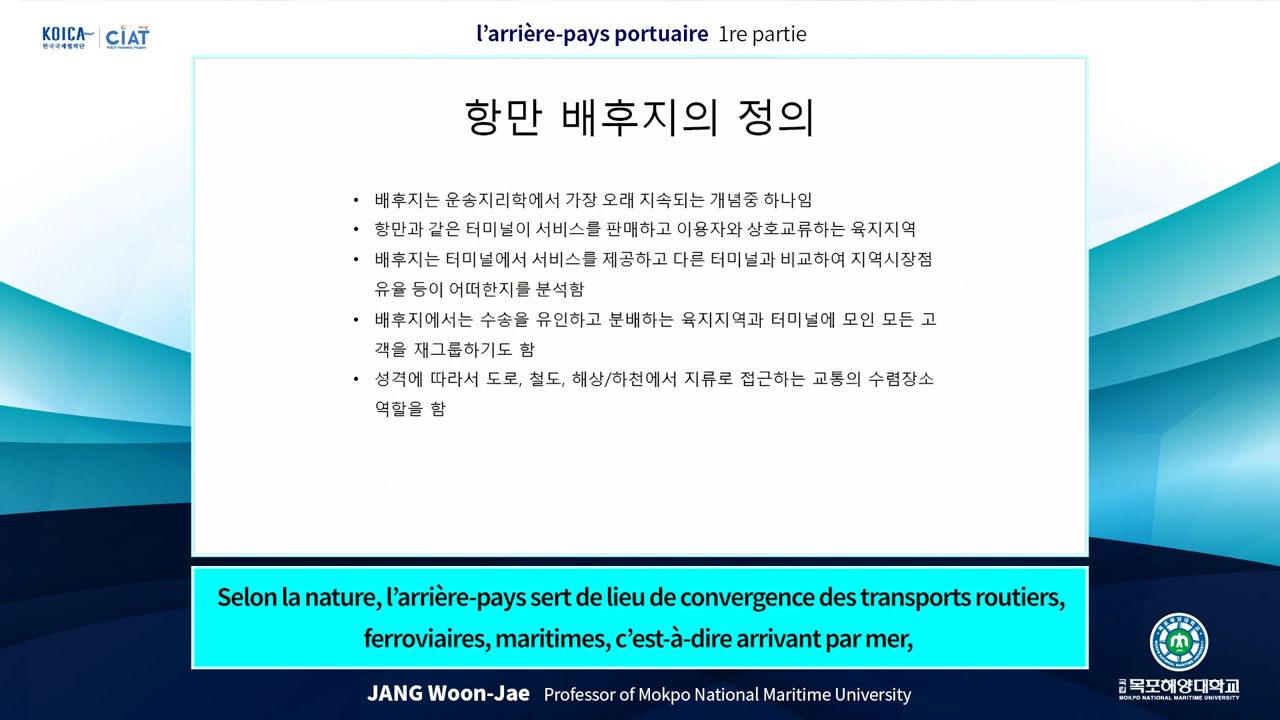 KOICA
한국국제협력단
CIAT
KOICA Fellowship Program
l’arrière-pays portuaire 1re partie
항만 배후지의 정의
• 배후지는 운송지리학에서 가장 오래 지속되는 개념중 하나임
• 항만과 같은 터미널이 서비스를 판매하고 이용자와 상호교류하는 육지지역
• 배후지는 터미널에서 서비스를 제공하고 다른 터미널과 비교하여 지역시장점
유율 등이 어떠한지를 분석함
• 배후지에서는 수송을 유인하고 분배하는 육지지역과 터미널에 모인 모든 고
객을 재그룹하기도 함
• 성격에 따라서 도로, 철도, 해상/하천에서 지류로 접근하는 교통의 수렴장소
역할을 함
Selon la nature, l’arrière-pays sert de lieu de convergence des transports routiers,
ferroviaires, maritimes, c’est-à-dire arrivant par mer,
JANG Woon-Jae Professor of Mokpo National Maritime University
국립 목포해양대학교
MOKPO NATIONAL MARITIME UNIVERSITY